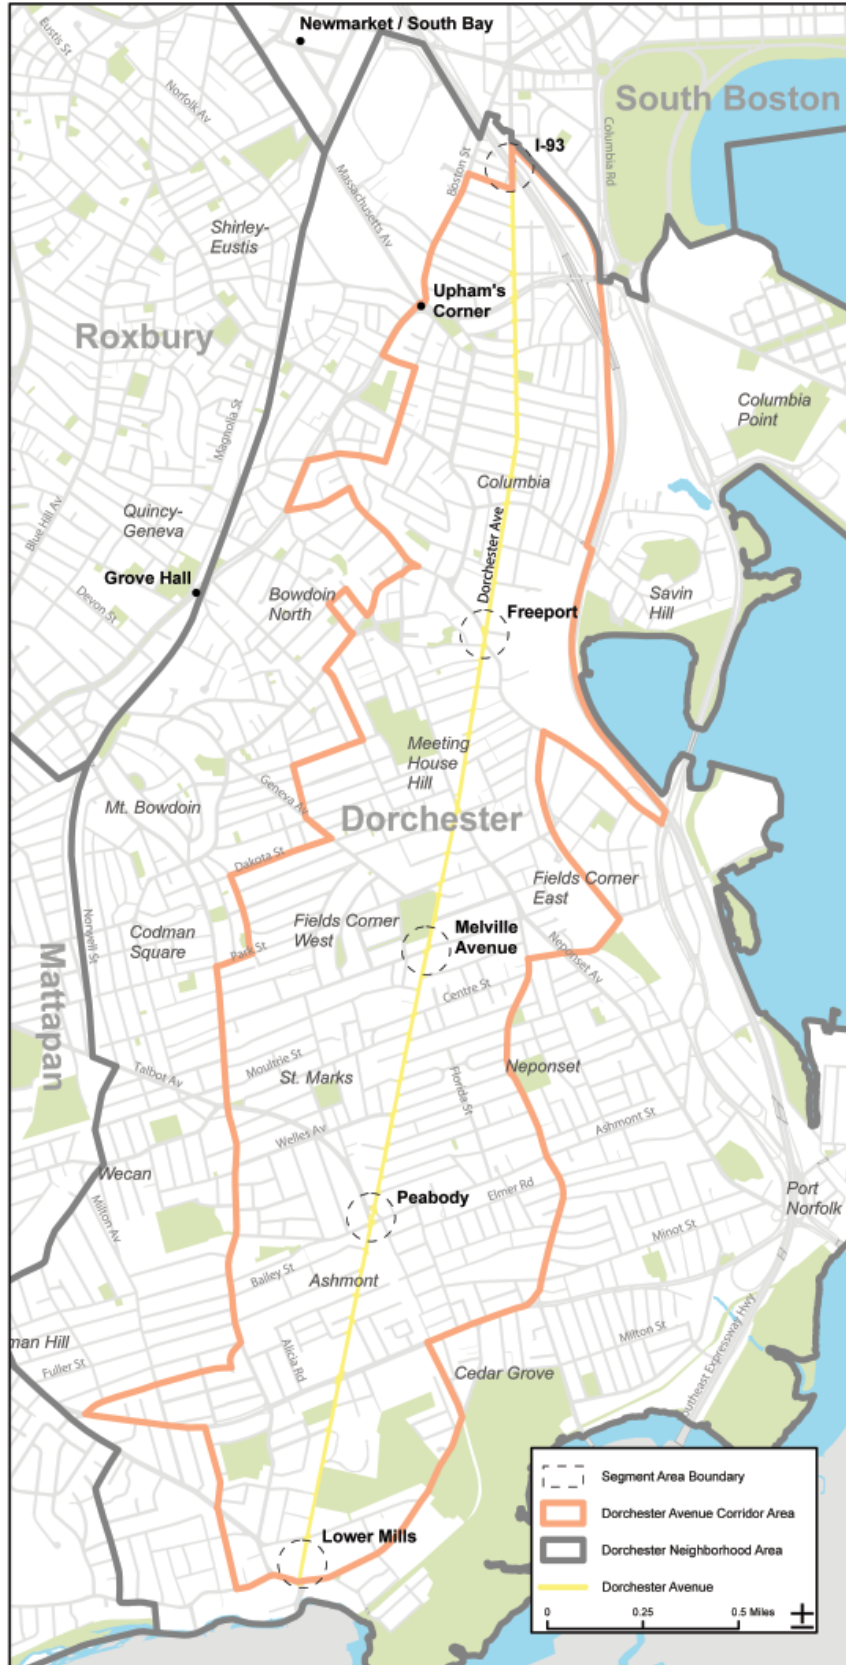 Newmarket / South Bay
Eustis St
South Boston
Norfolk Av
I-93
Columbia Rd
Boston St
Massachusetts Av
Shirley-
Eustis
Upham's
Corner
Roxbury
Columbia
Point
Magnolia St
Columbia
Blue Hill Av
Quincy-
Geneva
Dorchester Ave
Grove Hall
Devon St
Bowdoin
North
Savin
Hill
Freeport
Meeting
House
Hill
Geneva Av
Mt. Bowdoin
Dorchester
Dakota St
Fields Corner
East
Norwell St
Codman
Square
Fields Corner
West
Park St
Melville
Avenue
Neponset Av
Mattapan
Centre St
Talbot Av
Moultrie St
St. Marks
Neponset
Florida St
Ashmont St
Welles Av
Wecan
Milton Av
Peabody
Elmer Rd
Port
Norfolk
Minot St
Bailey St
Ashmont
man Hill
Fuller St
Alicia Rd
Milton St
Cedar Grove
outheast Expressway Hwy
Lower Mills
Segment Area Boundary
Dorchester Avenue Corridor Area
Dorchester Neighborhood Area
Dorchester Avenue
0 0.25 0.5 Miles